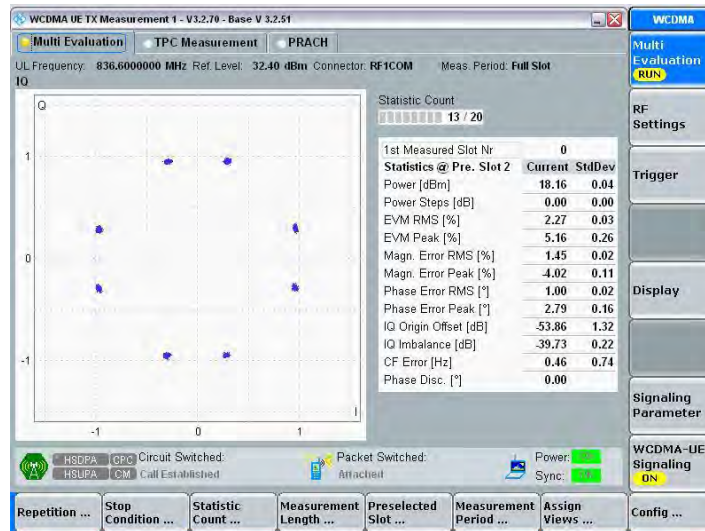 WCDMA UE TX Measurement 1 - V3.2.70 - Base V 3.2.51
WCDMA
Multi Evaluation
TPC Measurement
PRACH
Multi
Evaluation
RUN
UL Frequency: 836.6000000 MHz Ref. Level: 32.40 dBm Connector: RF1COM Meas. Period: Full Slot
IQ
Q
1
0
-1
-1 0 1
I
Statistic Count
13 / 20
1st Measured Slot Nr 0
Statistics @ Pre. Slot 2 Current StdDev
Power [dBm] 18.16 0.04
Power Steps [dB] 0.00 0.00
EVM RMS [%] 2.27 0.03
EVM Peak [%] 5.16 0.26
Magn. Error RMS [%] 1.45 0.02
Magn. Error Peak [%] -4.02 0.11
Phase Error RMS [°] 1.00 0.02
Phase Error Peak [°] 2.79 0.16
IQ Origin Offset [dB] -53.86 1.32
IQ Imbalance [dB] -39.73 0.22
CF Error [Hz] 0.46 0.74
Phase Disc. [°] 0.00
RF
Settings
Trigger
Display
Signaling
Parameter
WCDMA-UE
Signaling
ON
HSDPA CPC Circuit Switched:
HSUPA CM Call Established
Packet Switched:
Attached
Power:
Sync:
Repetition ...
Stop
Condition ...
Statistic
Count ...
Measurement
Length ...
Preselected
Slot ...
Measurement
Period ...
Assign
Views ...
Config ...